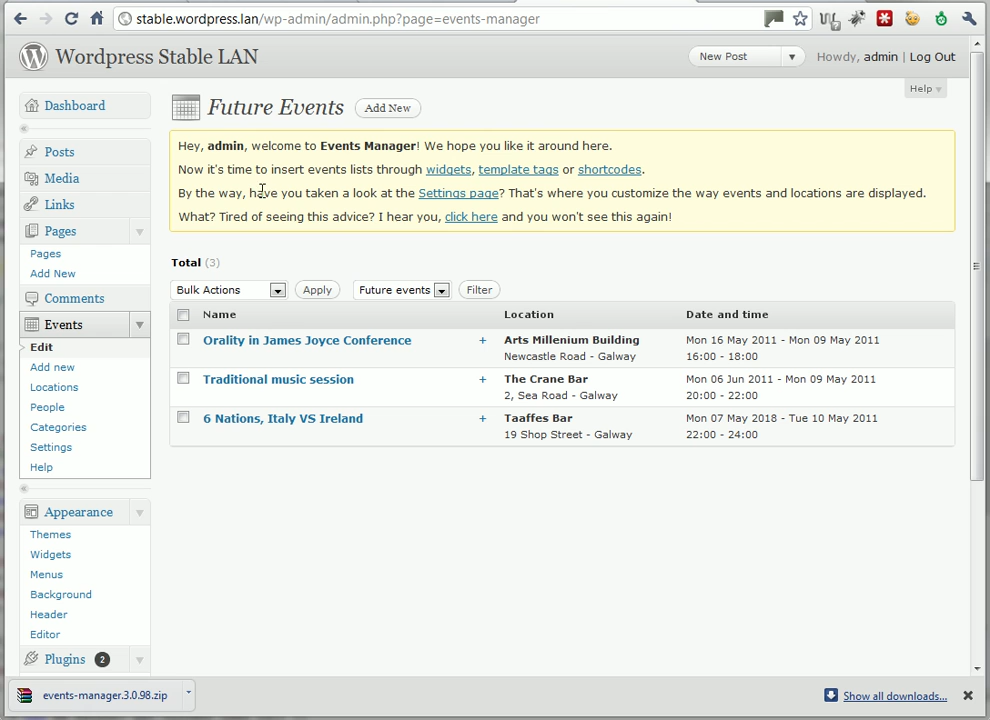 stable.wordpress.lan/wp-admin/admin.php?page=events-manager
Wordpress Stable LAN
New Post
Howdy, admin | Log Out
Help
Dashboard
Posts
Media
Links
Pages
Pages
Add New
Comments
Events
Edit
Add new
Locations
People
Categories
Settings
Help
Appearance
Themes
Widgets
Menus
Background
Header
Editor
Plugins 2
Future Events Add New
Hey, admin, welcome to Events Manager! We hope you like it around here.
Now it's time to insert events lists through widgets, template tags or shortcodes.
By the way, have you taken a look at the Settings page? That's where you customize the way events and locations are displayed.
What? Tired of seeing this advice? I hear you, click here and you won't see this again!
Total (3)
Bulk Actions Apply Future events Filter
Name Location Date and time
Orality in James Joyce Conference + Arts Millenium Building Mon 16 May 2011 - Mon 09 May 2011
Newcastle Road - Galway 16:00 - 18:00
Traditional music session + The Crane Bar Mon 06 Jun 2011 - Mon 09 May 2011
2, Sea Road - Galway 20:00 - 22:00
6 Nations, Italy VS Ireland + Taaffes Bar Mon 07 May 2018 - Tue 10 May 2011
19 Shop Street - Galway 22:00 - 24:00
events-manager.3.0.98.zip
Show all downloads...